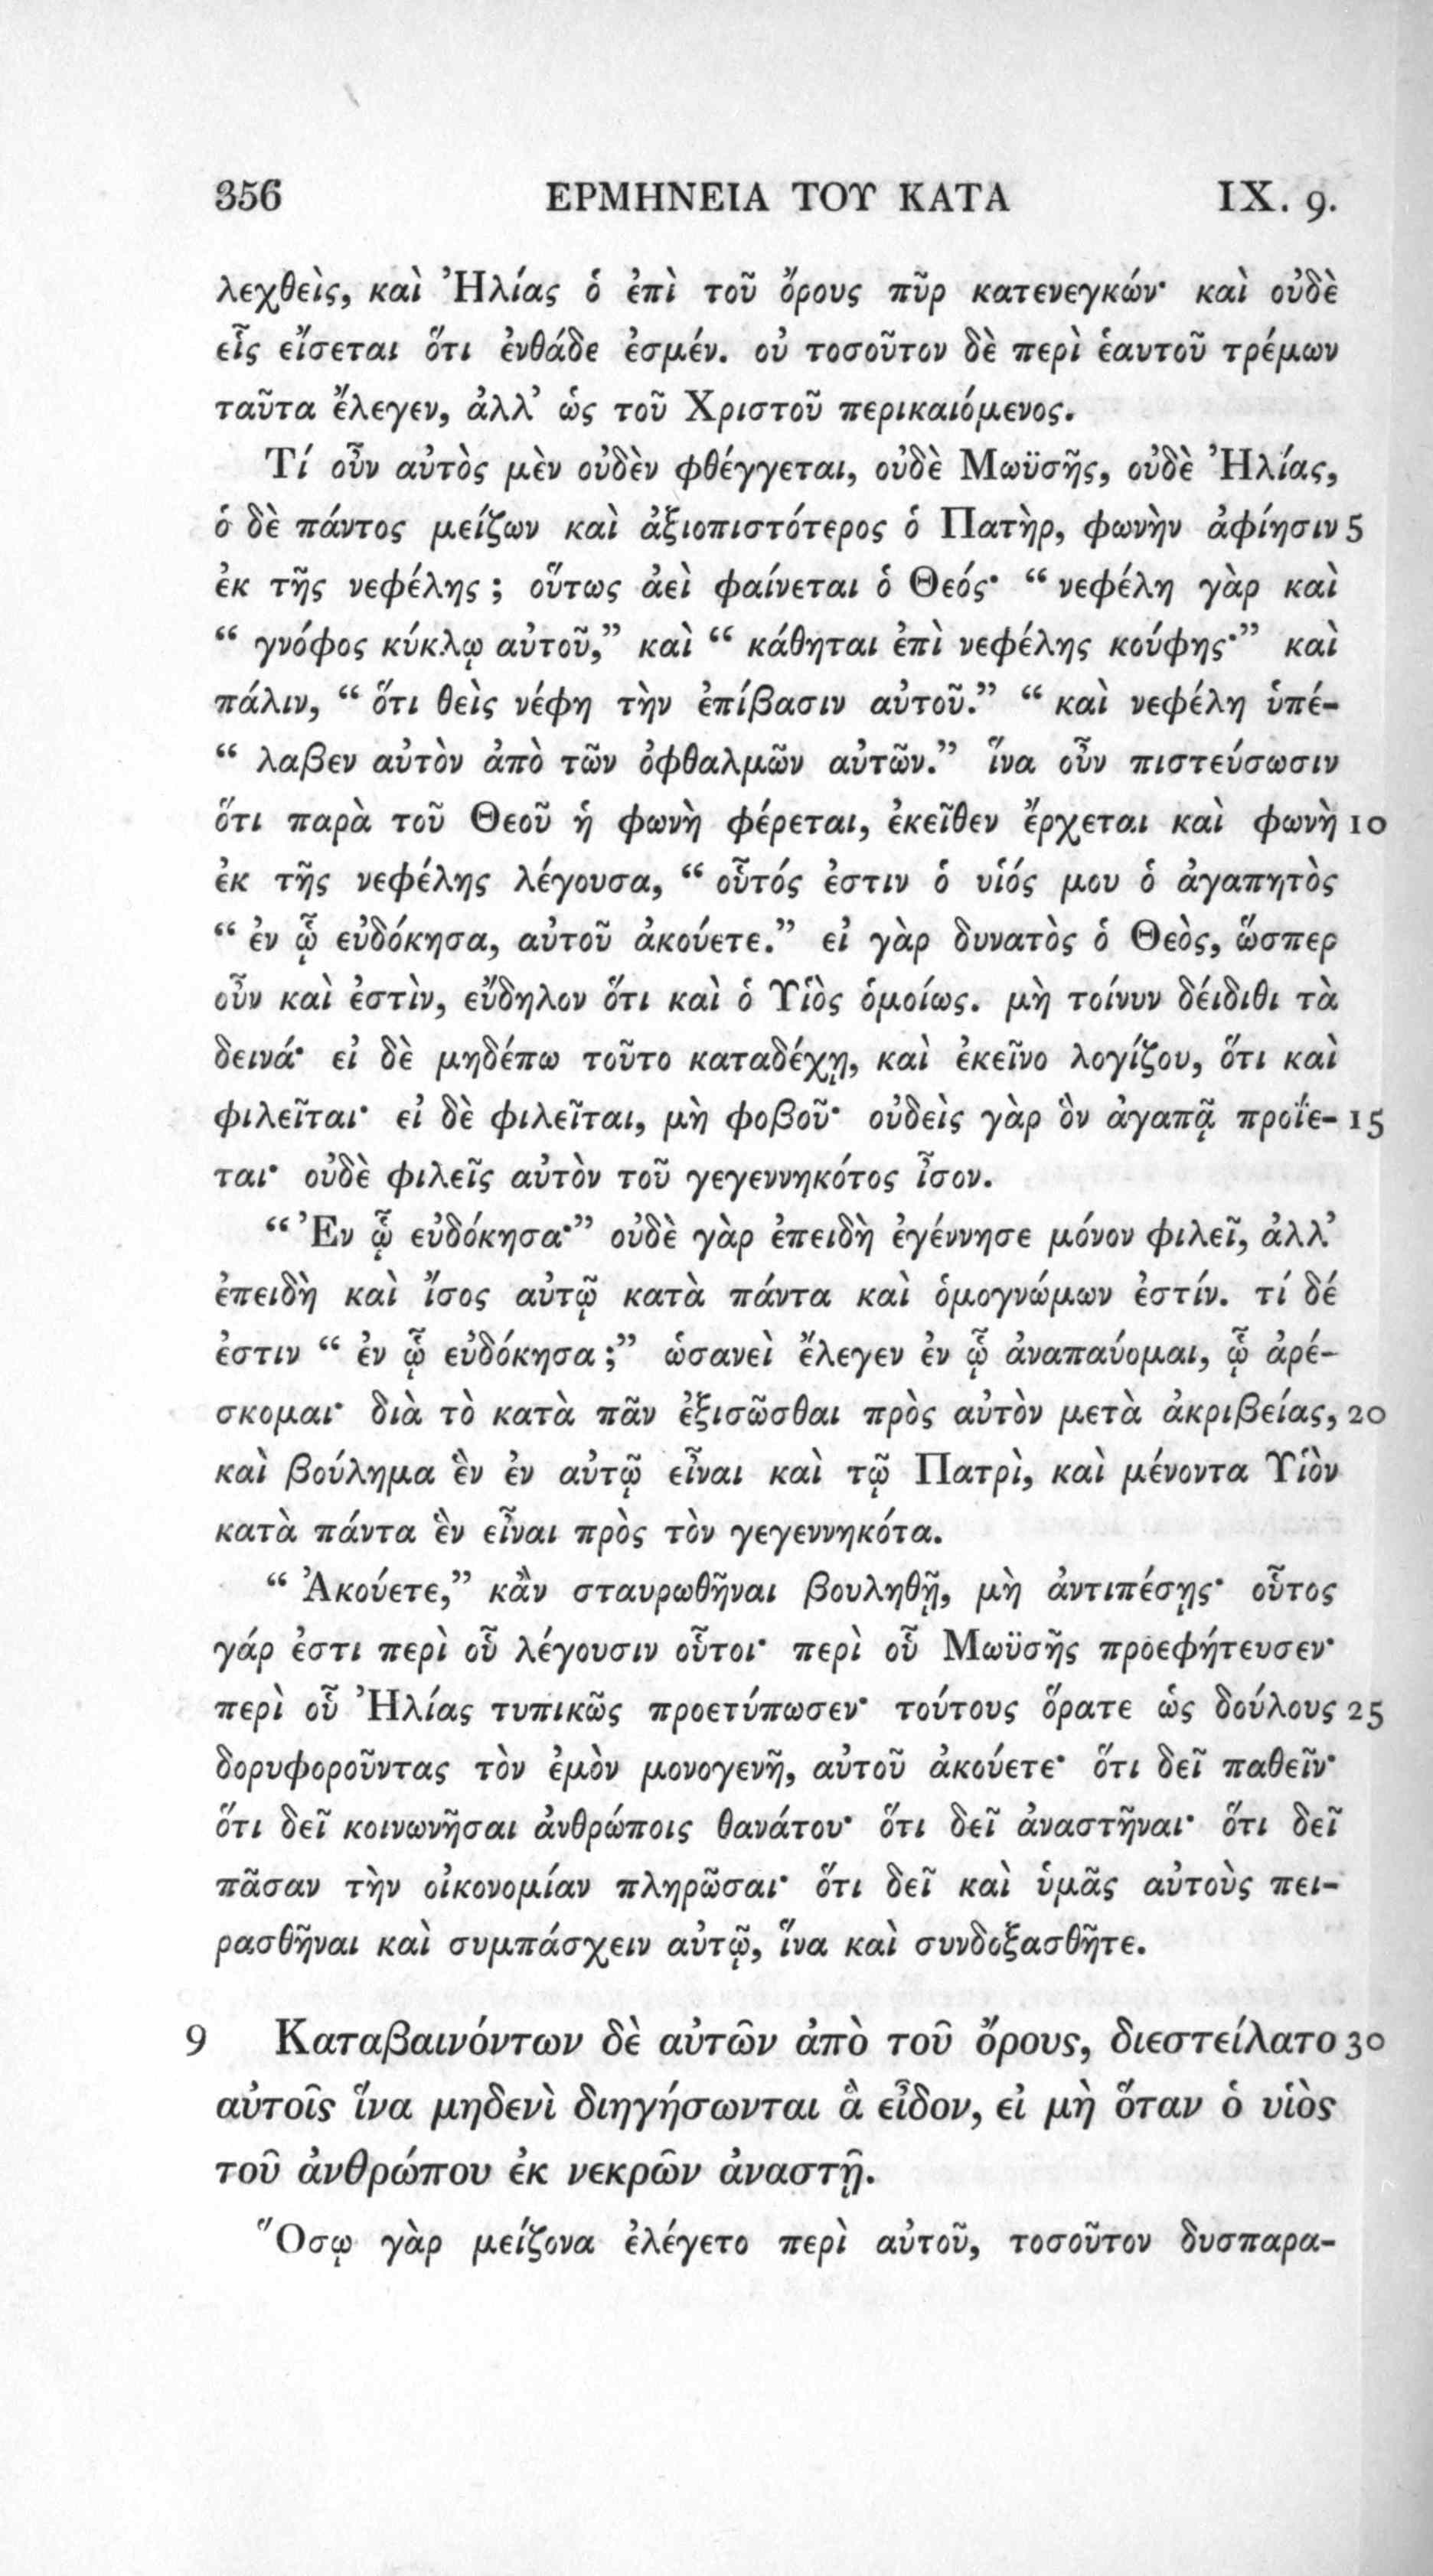 356 ΕΡΜΗΝΕΙΑ ΤΟΥ ΚΑΤΑ IX. 9.
λεχθεὶς, καὶ Ἠλίας ὁ ἐπὶ τοῦ ὄρους πῦρ κατενεγκών· καὶ οὐδὲ
εἷς εἴσεται ὅτι ἐνθάδε ἐσμέν. οὐ τοσοῦτον δὲ περὶ ἑαυτοῦ τρέμων
ταῦτα ἔλεγεν, ἀλλ’ ὡς τοῦ Χριστοῦ περικαιόμενος.
Τί οὖν αὐτὸς μὲν οὐδὲν φθέγγεται, οὐδὲ Μωϋσῆς, οὐδὲ Ἠλίας,
ὁ δὲ πάντος μείζων καὶ ἀξιοπιστότερος ὁ Πατὴρ, φωνὴν ἀφίησιν 5
ἐκ τῆς νεφέλης ; οὕτως ἀεὶ φαίνεται ὁ Θεός· “ νεφέλη γὰρ καὶ
“ γνόφος κύκλῳ αὐτοῦ,” καὶ “ κάθηται ἐπὶ νεφέλης κούφης·” καὶ
πάλιν, “ ὅτι θεὶς νέφη τὴν ἐπίβασιν αὐτοῦ.” “ καὶ νεφέλη ὑπέ-
“ λαβεν αὐτὸν ἀπὸ τῶν ὀφθαλμῶν αὐτῶν.” ἵνα οὖν πιστεύσωσιν
ὅτι παρὰ τοῦ Θεοῦ ἡ φωνὴ φέρεται, ἐκεῖθεν ἔρχεται καὶ φωνὴ 10
ἐκ τῆς νεφέλης λέγουσα, “ οὗτός ἐστιν ὁ υἱός μου ὁ ἀγαπητὸς
“ ἐν ᾧ εὐδόκησα, αὐτοῦ ἀκούετε.” εἰ γὰρ δυνατὸς ὁ Θεὸς, ὥσπερ
οὖν καὶ ἐστὶν, εὔδηλον ὅτι καὶ ὁ Υἱὸς ὁμοίως. μὴ τοίνυν δέιδιθι τὰ
δεινά· εἰ δὲ μηδέπω τοῦτο καταδέχῃ, καὶ ἐκεῖνο λογίζου, ὅτι καὶ
φιλεῖται· εἰ δὲ φιλεῖται, μὴ φοβοῦ· οὐδεὶς γὰρ ὃν ἀγαπᾷ προΐε- 15
ται· οὐδὲ φιλεῖς αὐτὸν τοῦ γεγεννηκότος ἶσον.
“ Ἐν ᾧ εὐδόκησα·” οὐδὲ γὰρ ἐπειδὴ ἐγέννησε μόνον φιλεῖ, ἀλλ’
ἐπειδὴ καὶ ἴσος αὐτῷ κατὰ πάντα καὶ ὁμογνώμων ἐστίν. τί δέ
ἐστιν “ ἐν ᾧ εὐδόκησα ;” ὡσανεὶ ἔλεγεν ἐν ᾧ ἀναπαύομαι, ᾧ ἀρέ-
σκομαι· διὰ τὸ κατὰ πᾶν ἐξισῶσθαι πρὸς αὐτὸν μετὰ ἀκριβείας, 20
καὶ βούλημα ἓν ἐν αὐτῷ εἶναι καὶ τῷ Πατρὶ, καὶ μένοντα Υἱὸν
κατὰ πάντα ἓν εἶναι πρὸς τὸν γεγεννηκότα.
“ Ἀκούετε,” κἂν σταυρωθῆναι βουληθῇ, μὴ ἀντιπέσῃς· οὗτος
γάρ ἐστι περὶ οὗ λέγουσιν οὗτοι· περὶ οὗ Μωϋσῆς προεφήτευσεν·
περὶ οὗ Ἠλίας τυπικῶς προετύπωσεν· τούτους ὅρατε ὡς δούλους 25
δορυφοροῦντας τὸν ἐμὸν μονογενῆ, αὐτοῦ ἀκούετε· ὅτι δεῖ παθεῖν·
ὅτι δεῖ κοινωνῆσαι ἀνθρώποις θανάτου· ὅτι δεῖ ἀναστῆναι· ὅτι δεῖ
πᾶσαν τὴν οἰκονομίαν πληρῶσαι· ὅτι δεῖ καὶ ὑμᾶς αὐτοὺς πει-
ρασθῆναι καὶ συμπάσχειν αὐτῷ, ἵνα καὶ συνδοξασθῆτε.
9 Καταβαινόντων δὲ αὐτῶν ἀπὸ τοῦ ὄρους, διεστείλατο 30
αὐτοῖς ἵνα μηδενὶ διηγήσωνται ἃ εἶδον, εἰ μὴ ὅταν ὁ υἱὸς
τοῦ ἀνθρώπου ἐκ νεκρῶν ἀναστῇ.
Ὅσῳ γὰρ μείζονα ἐλέγετο περὶ αὐτοῦ, τοσοῦτον δυσπαρα-